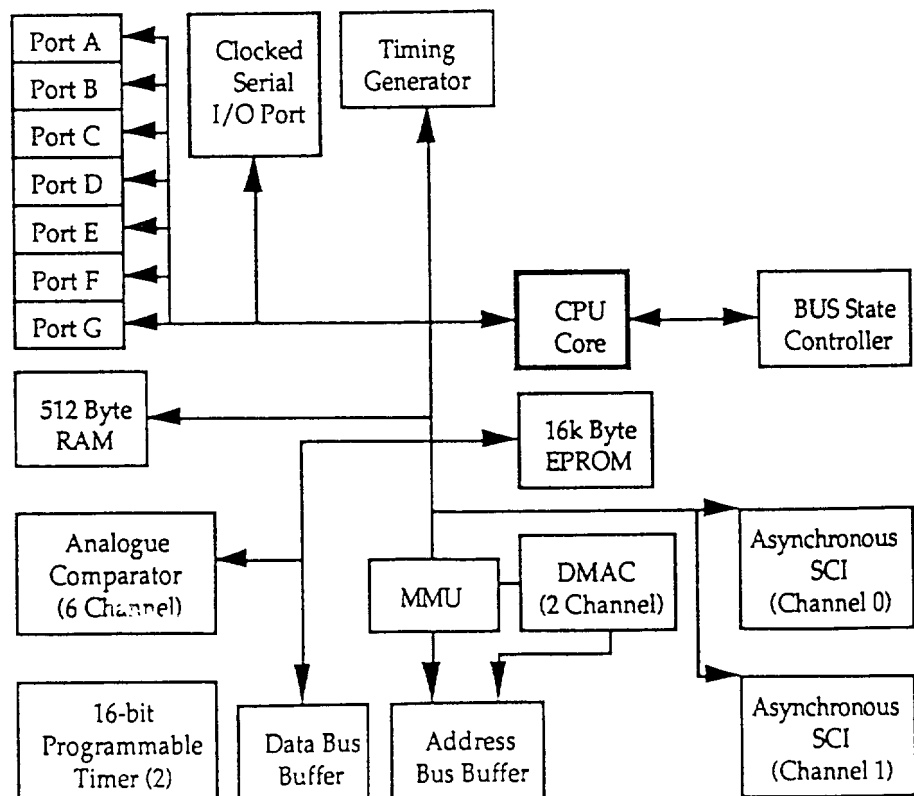 Port A
Port B
Port C
Port D
Port E
Port F
Port G
Clocked
Serial
I/O Port
Timing
Generator
CPU
Core
BUS State
Controller
512 Byte
RAM
16k Byte
EPROM
Analogue
Comparator
(6 Channel)
MMU
DMAC
(2 Channel)
Asynchronous
SCI
(Channel 0)
16-bit
Programmable
Timer (2)
Data Bus
Buffer
Address
Bus Buffer
Asynchronous
SCI
(Channel 1)